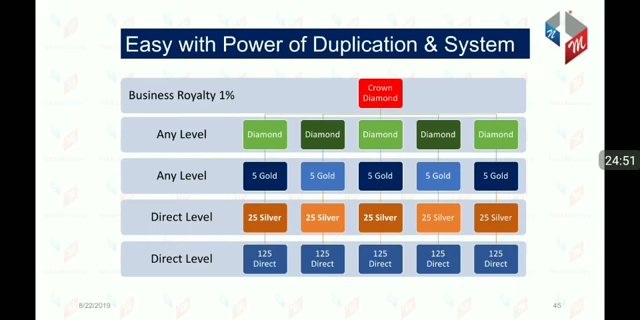 Easy with Power of Duplication & System
Business Royalty 1%
Crown
Diamond
Any Level
Diamond
Diamond
Diamond
Diamond
Diamond
Any Level
5 Gold
5 Gold
5 Gold
5 Gold
5 Gold
Direct Level
25 Silver
25 Silver
25 Silver
25 Silver
25 Silver
Direct Level
125
Direct
125
Direct
125
Direct
125
Direct
125
Direct
24:51
8/22/2019
45